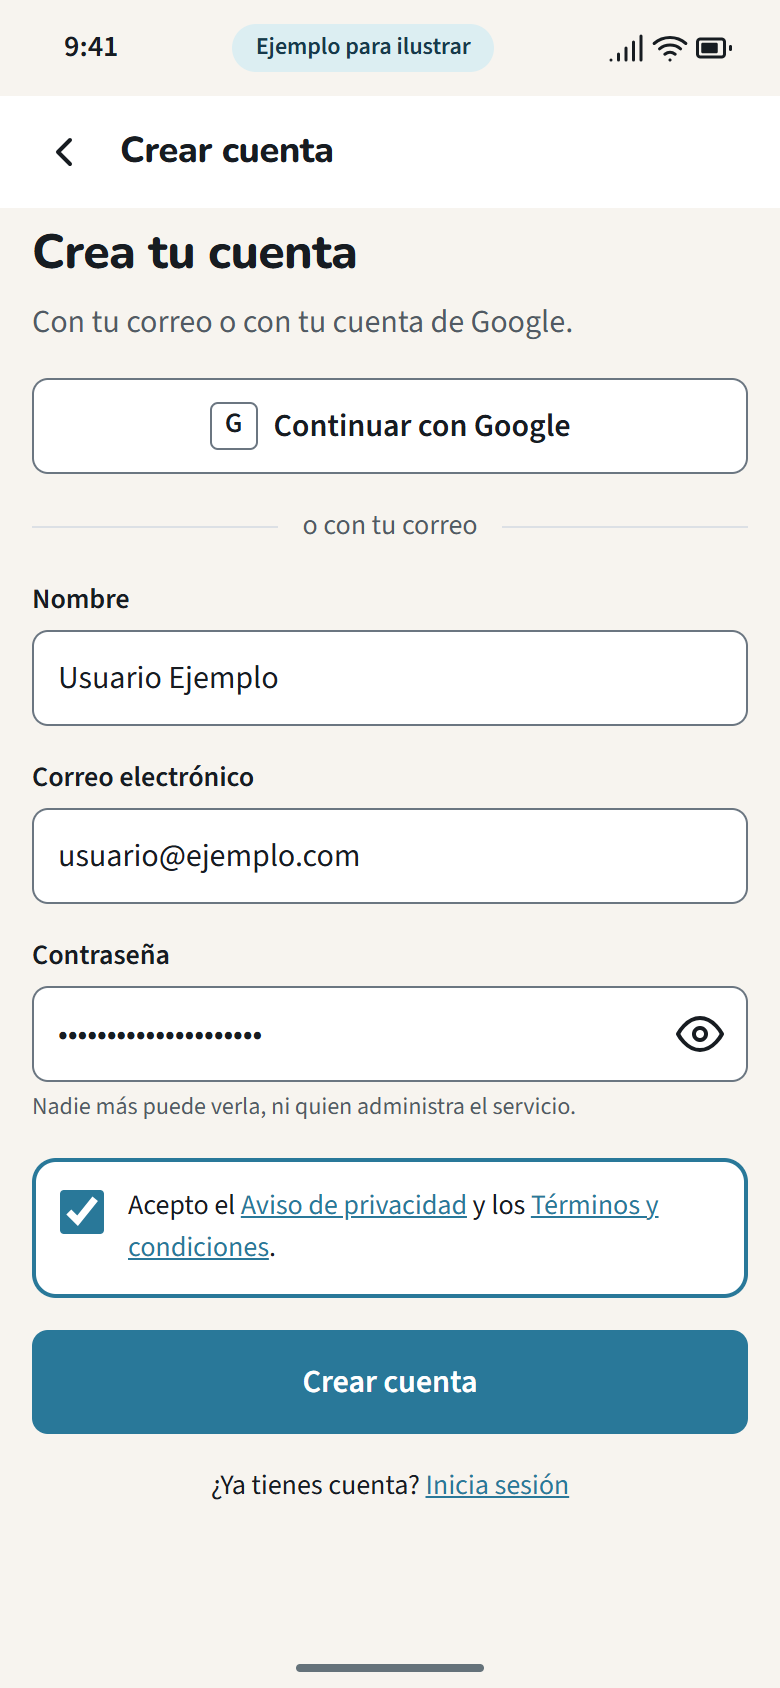 9:41
Ejemplo para ilustrar
Crear cuenta
Crea tu cuenta
Con tu correo o con tu cuenta de Google.
G Continuar con Google
o con tu correo
Nombre
Usuario Ejemplo
Correo electrónico
usuario@ejemplo.com
Contraseña
•••••••••••••••••••••
Nadie más puede verla, ni quien administra el servicio.
Acepto el Aviso de privacidad y los Términos y
condiciones.
Crear cuenta
¿Ya tienes cuenta? Inicia sesión